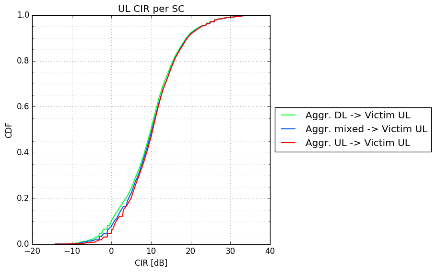 UL CIR per SC
1.0
0.8
0.6
0.4
0.2
0.0
CDF
−20
−10
0
10
20
30
40
CIR [dB]
Aggr. DL -> Victim UL
Aggr. mixed -> Victim UL
Aggr. UL -> Victim UL